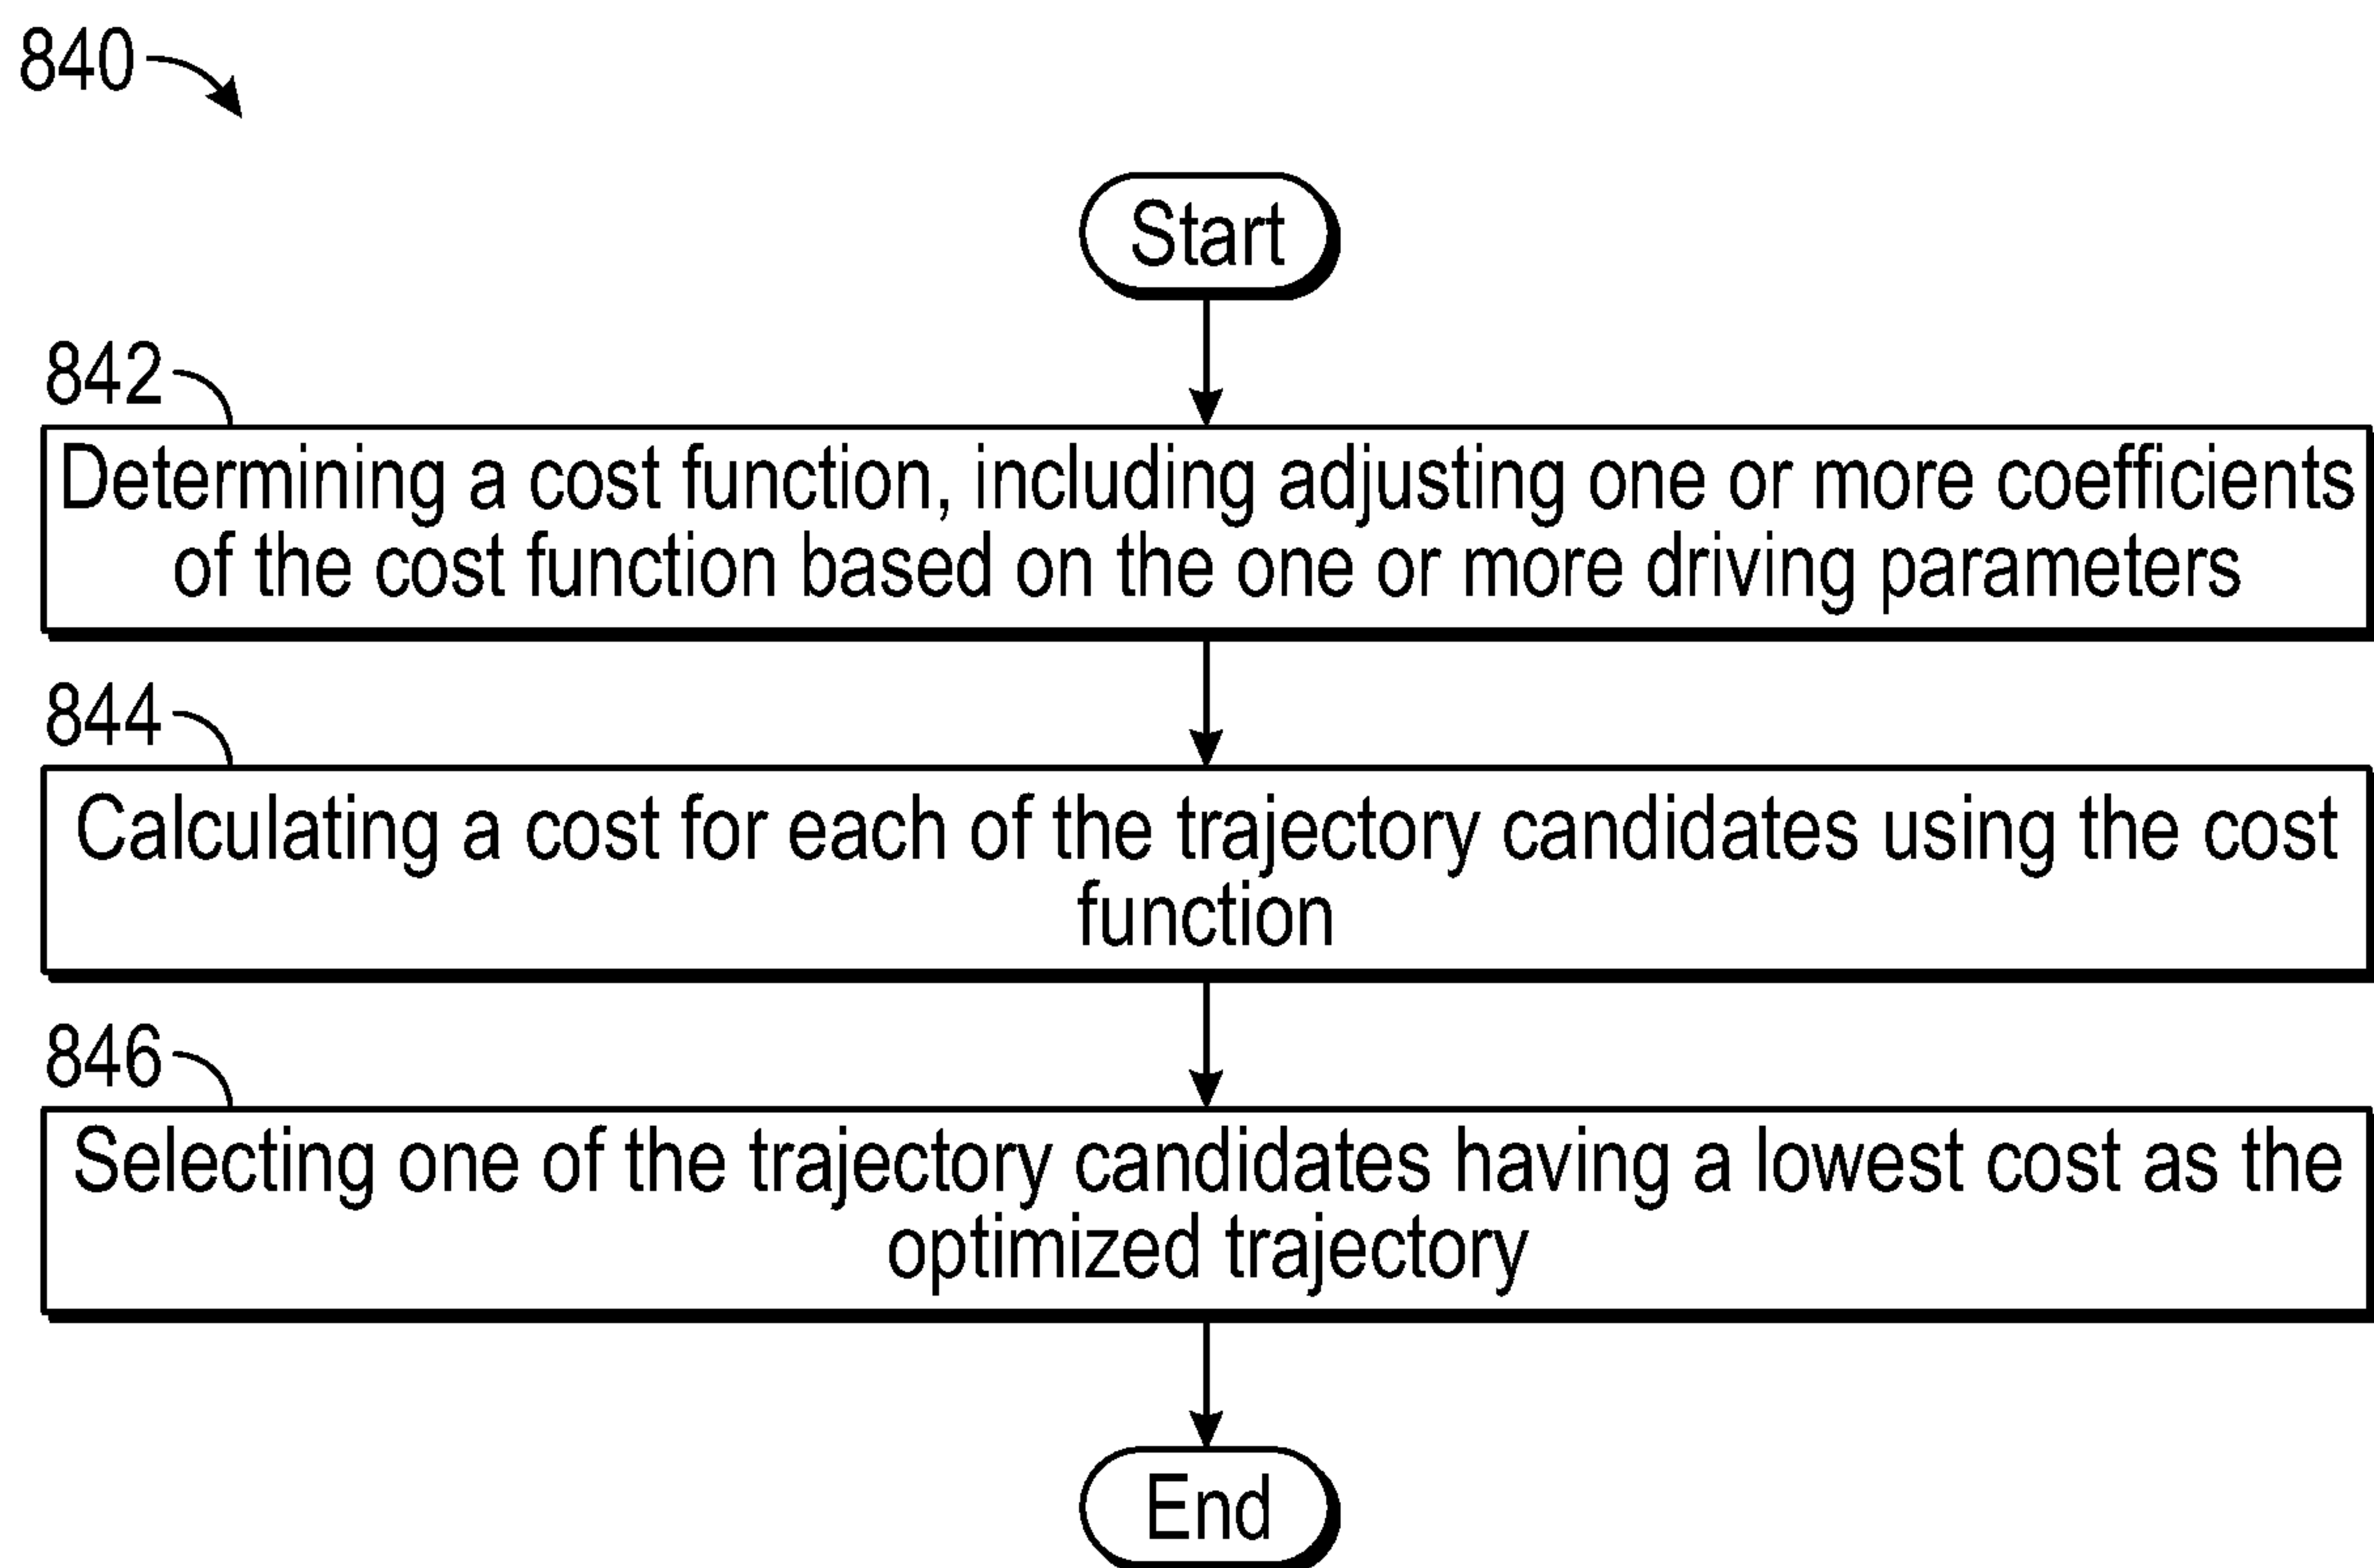 840
Start
842
Determining a cost function, including adjusting one or more coefficients
of the cost function based on the one or more driving parameters
844
Calculating a cost for each of the trajectory candidates using the cost
function
846
Selecting one of the trajectory candidates having a lowest cost as the
optimized trajectory
End